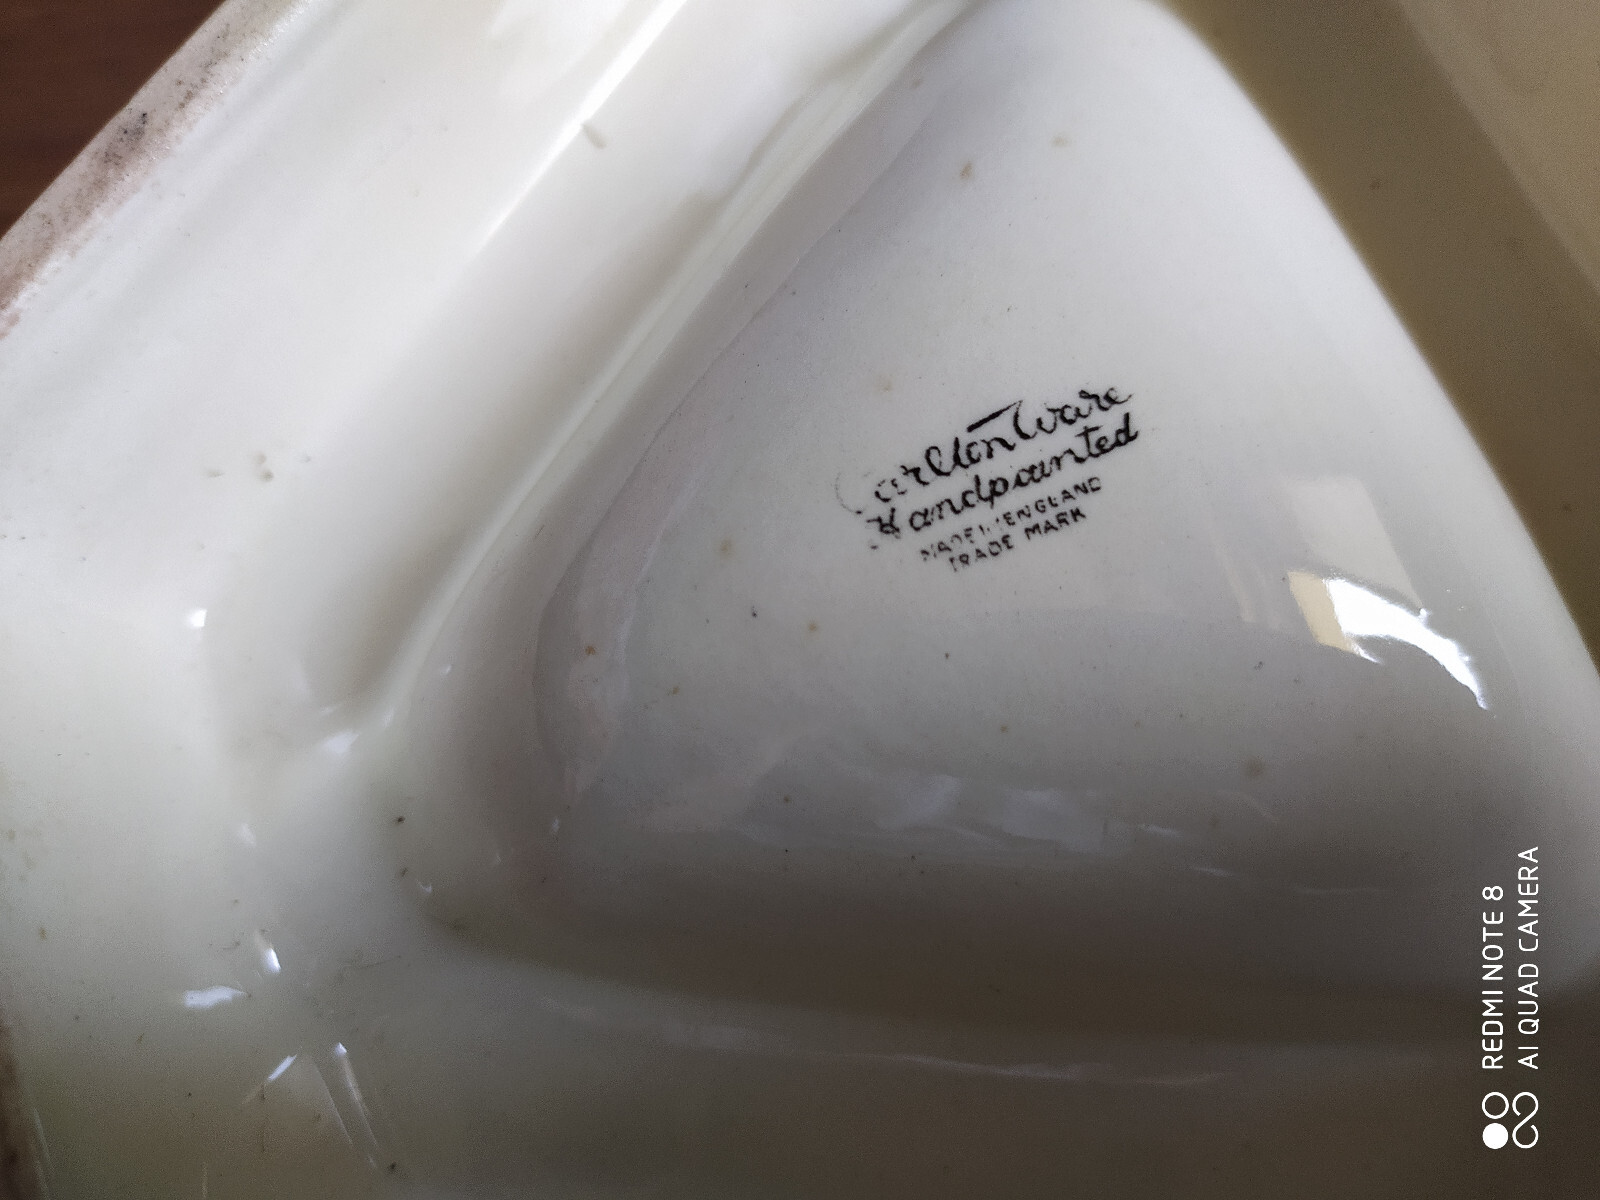 Carlton Ware
Handpainted
MADE IN ENGLAND
TRADE MARK
REDMI NOTE 8
AI QUAD CAMERA